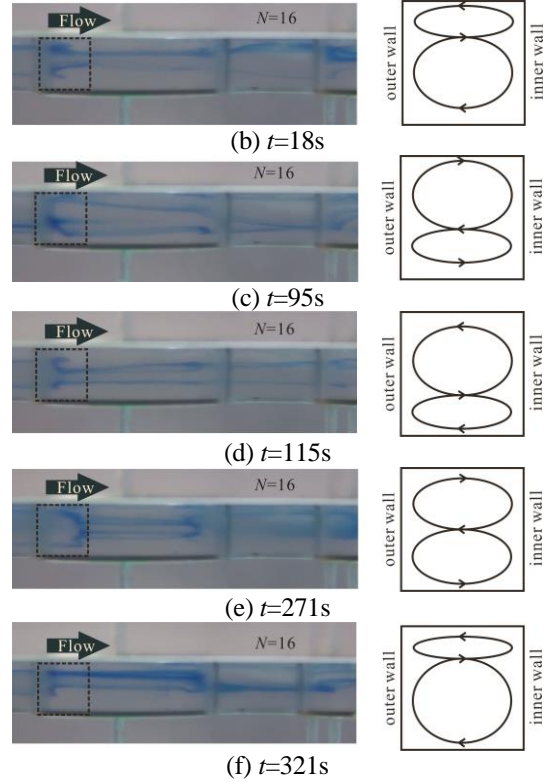 Flow
N=16
outer wall
inner wall
(b) t=18s
Flow
N=16
outer wall
inner wall
(c) t=95s
Flow
N=16
outer wall
inner wall
(d) t=115s
Flow
N=16
outer wall
inner wall
(e) t=271s
Flow
N=16
outer wall
inner wall
(f) t=321s